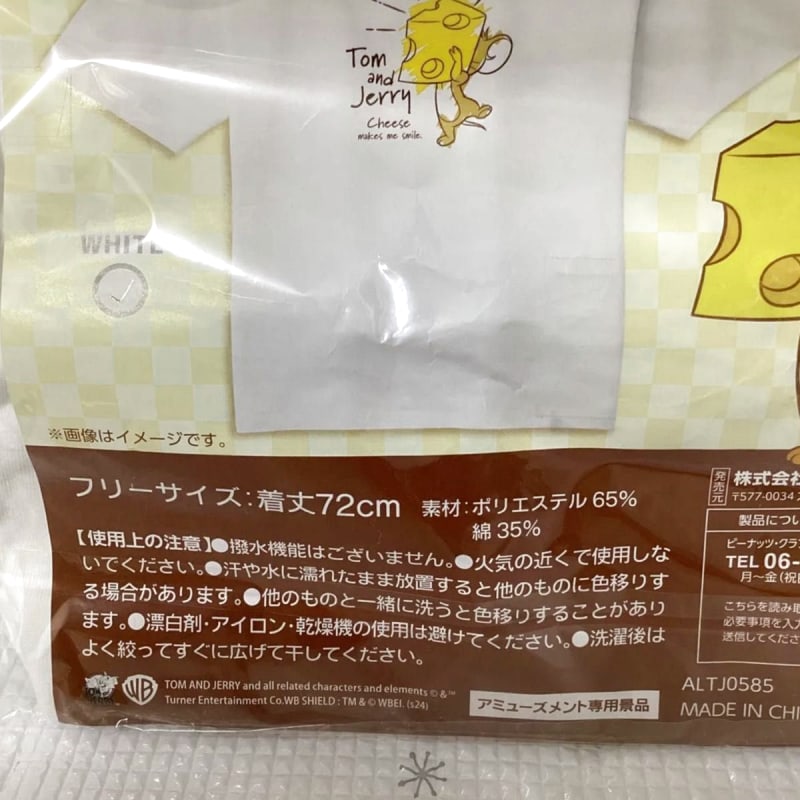 Tom
and
Jerry
Cheese
makes me smile.
WHITE
※画像はイメージです。
フリーサイズ:着丈72cm
素材:ポリエステル 65%
綿 35%
【使用上の注意】●撥水機能はございません。●火気の近くで使用しな
いでください。●汗や水に濡れたまま放置すると他のものに色移りす
る場合があります。●他のものと一緒に洗うと色移りすることがあり
ます。●漂白剤・アイロン・乾燥機の使用は避けてください。●洗濯後は
よく絞ってすぐに広げて干してください。
WB
TOM AND JERRY and all related characters and elements © & ™
Turner Entertainment Co.WB SHIELD : TM & © WBEI. (s24)
アミューズメント専用景品
発売元
株式会社
〒577-0034
製品につい
ピーナッツ・クラ
TEL 06-
月〜金(祝
こちらを読み取
必要事項を入力
送信してくださ
ALTJ0585
MADE IN CHI